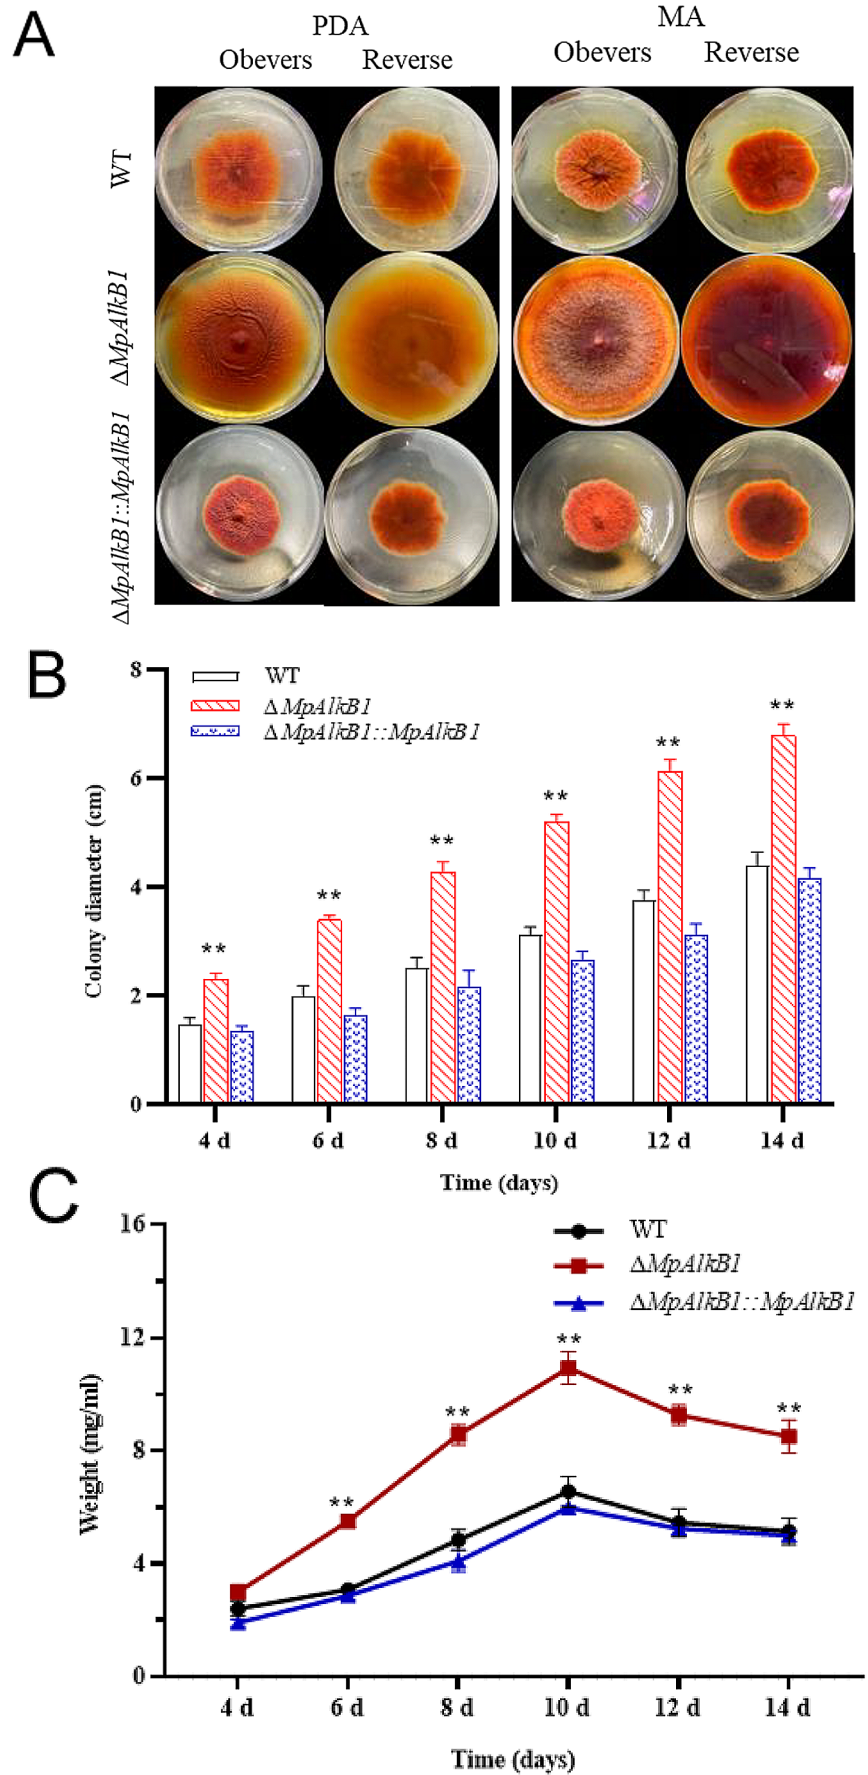 A
PDA
MA
Obevers
Reverse
Obevers
Reverse
WT
ΔMpAlkB1
ΔMpAlkB1::MpAlkB1
B
WT
ΔMpAlkB1
ΔMpAlkB1::MpAlkB1
Colony diameter (cm)
8
6
4
2
0
**
**
**
**
**
**
4 d
6 d
8 d
10 d
12 d
14 d
Time (days)
C
WT
ΔMpAlkB1
ΔMpAlkB1::MpAlkB1
Weight (mg/ml)
16
12
8
4
0
**
**
**
**
**
4 d
6 d
8 d
10 d
12 d
14 d
Time (days)